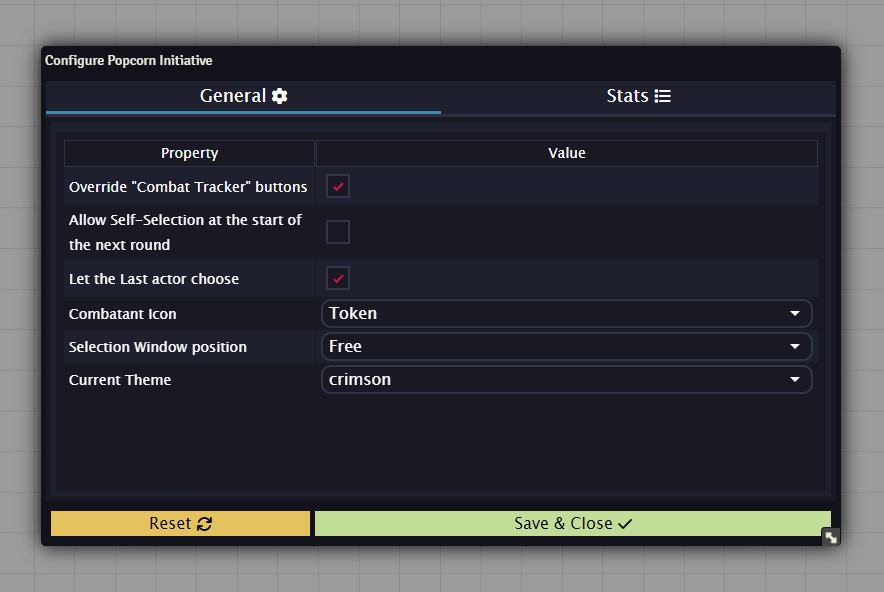 Configure Popcorn Initiative
General
Stats
Property
Value
Override "Combat Tracker" buttons
Allow Self-Selection at the start of
the next round
Let the Last actor choose
Combatant Icon
Token
Selection Window position
Free
Current Theme
crimson
Reset
Save & Close